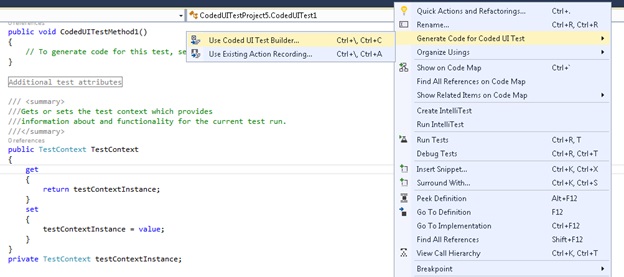 CodedUITestProject5.CodedUITest1
0 references
public void CodedUITestMethod1()
{
// To generate code for this test, se
}
Additional test attributes
/// <summary>
///Gets or sets the test context which provides
///information about and functionality for the current test run.
///</summary>
0 references
public TestContext TestContext
{
get
{
return testContextInstance;
}
set
{
testContextInstance = value;
}
}
private TestContext testContextInstance;
Use Coded UI Test Builder... Ctrl+\, Ctrl+C
Use Existing Action Recording... Ctrl+\, Ctrl+A
Quick Actions and Refactorings... Ctrl+.
Rename... Ctrl+R, Ctrl+R
Generate Code for Coded UI Test
Organize Usings
Show on Code Map Ctrl+`
Find All References on Code Map
Show Related Items on Code Map
Create IntelliTest
Run IntelliTest
Run Tests Ctrl+R, T
Debug Tests Ctrl+R, Ctrl+T
Insert Snippet... Ctrl+K, Ctrl+X
Surround With... Ctrl+K, Ctrl+S
Peek Definition Alt+F12
Go To Definition F12
Go To Implementation Ctrl+F12
Find All References Shift+F12
View Call Hierarchy Ctrl+K, Ctrl+T
Breakpoint